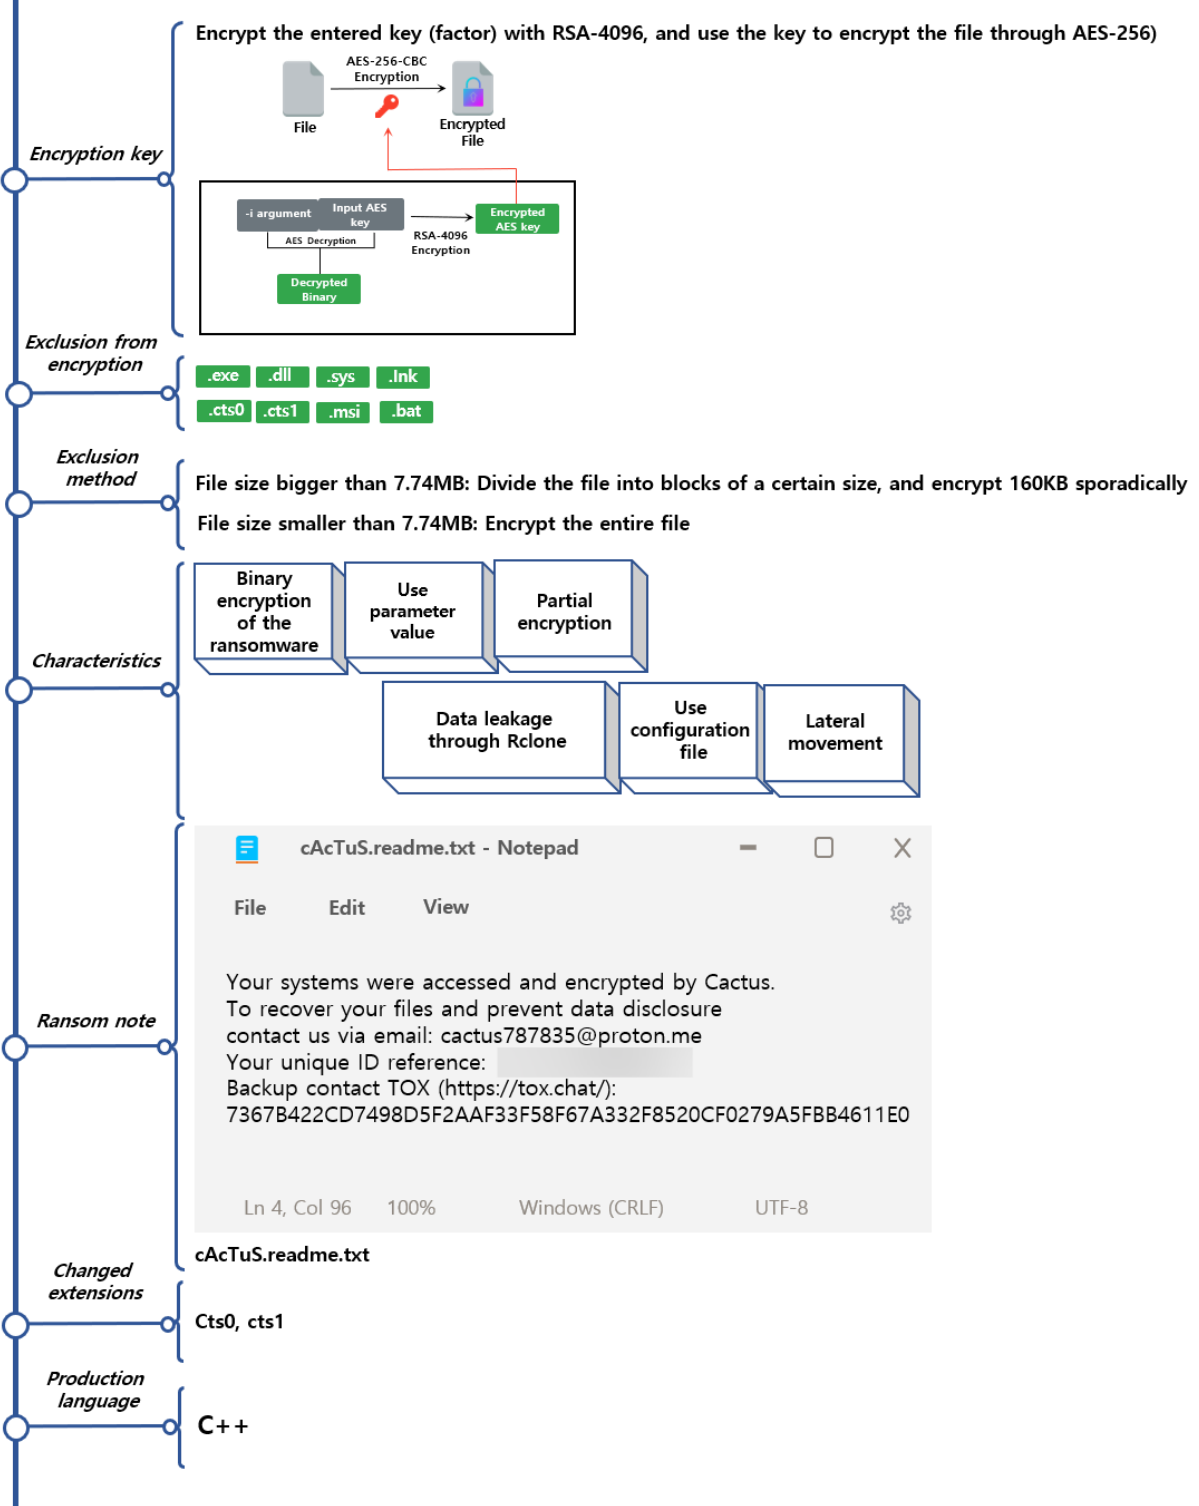 Encrypt the entered key (factor) with RSA-4096, and use the key to encrypt the file through AES-256)
AES-256-CBC
Encryption
File
Encrypted
File
Encryption key
-i argument
Input AES
key
Encrypted
AES key
AES Decryption
RSA-4096
Encryption
Decrypted
Binary
Exclusion from
encryption
.exe .dll .sys .lnk
.cts0 .cts1 .msi .bat
Exclusion
method
File size bigger than 7.74MB: Divide the file into blocks of a certain size, and encrypt 160KB sporadically
File size smaller than 7.74MB: Encrypt the entire file
Characteristics
Binary
encryption
of the
ransomware
Use
parameter
value
Partial
encryption
Data leakage
through Rclone
Use
configuration
file
Lateral
movement
Ransom note
cAcTuS.readme.txt - Notepad
File Edit View
Your systems were accessed and encrypted by Cactus.
To recover your files and prevent data disclosure
contact us via email: cactus787835@proton.me
Your unique ID reference:
Backup contact TOX (https://tox.chat/):
7367B422CD7498D5F2AAF33F58F67A332F8520CF0279A5FBB4611E0
Ln 4, Col 96 100% Windows (CRLF) UTF-8
cAcTuS.readme.txt
Changed
extensions
Cts0, cts1
Production
language
C++